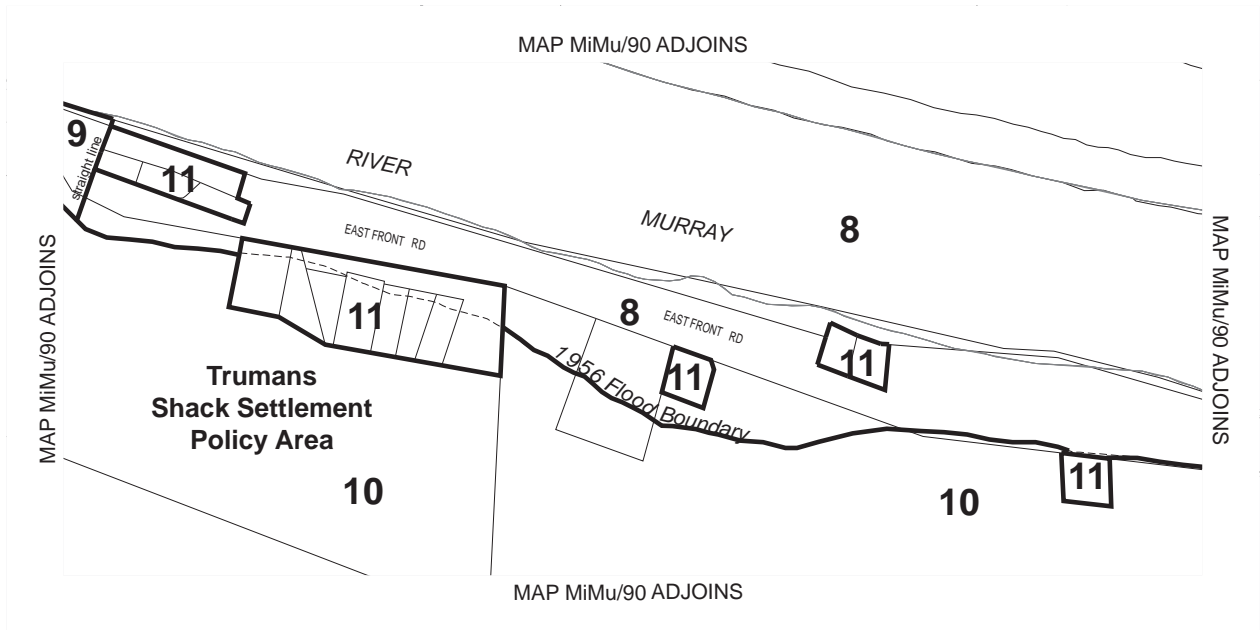 MAP MiMu/90 ADJOINS
9
straight line
11
RIVER
MURRAY
8
EAST FRONT RD
MAP MiMu/90 ADJOINS
MAP MiMu/90 ADJOINS
11
8
EAST FRONT RD
11
11
1956 Flood Boundary
Trumans
Shack Settlement
Policy Area
10
10
11
MAP MiMu/90 ADJOINS